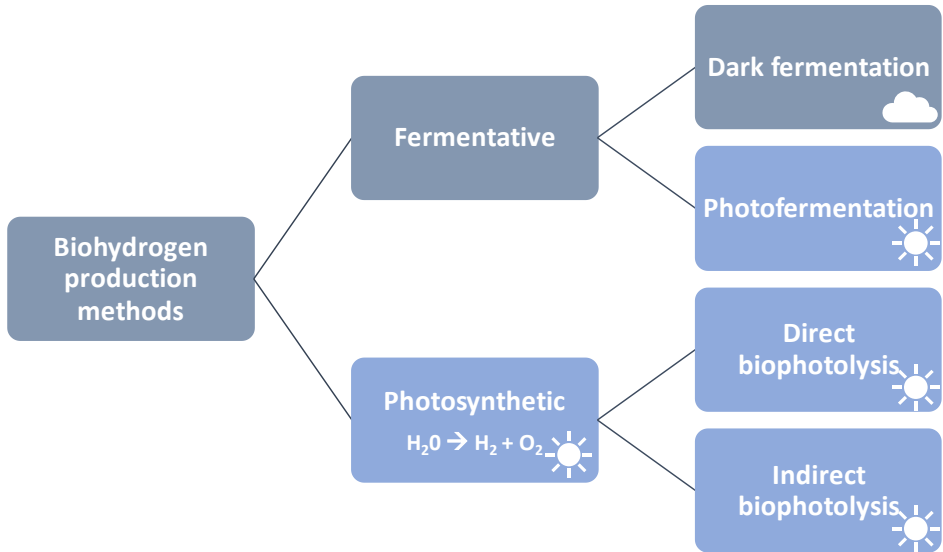 Biohydrogen
production
methods
Fermentative
Dark fermentation
Photofermentation
Photosynthetic
H₂0 → H₂ + O₂
Direct
biophotolysis
Indirect
biophotolysis